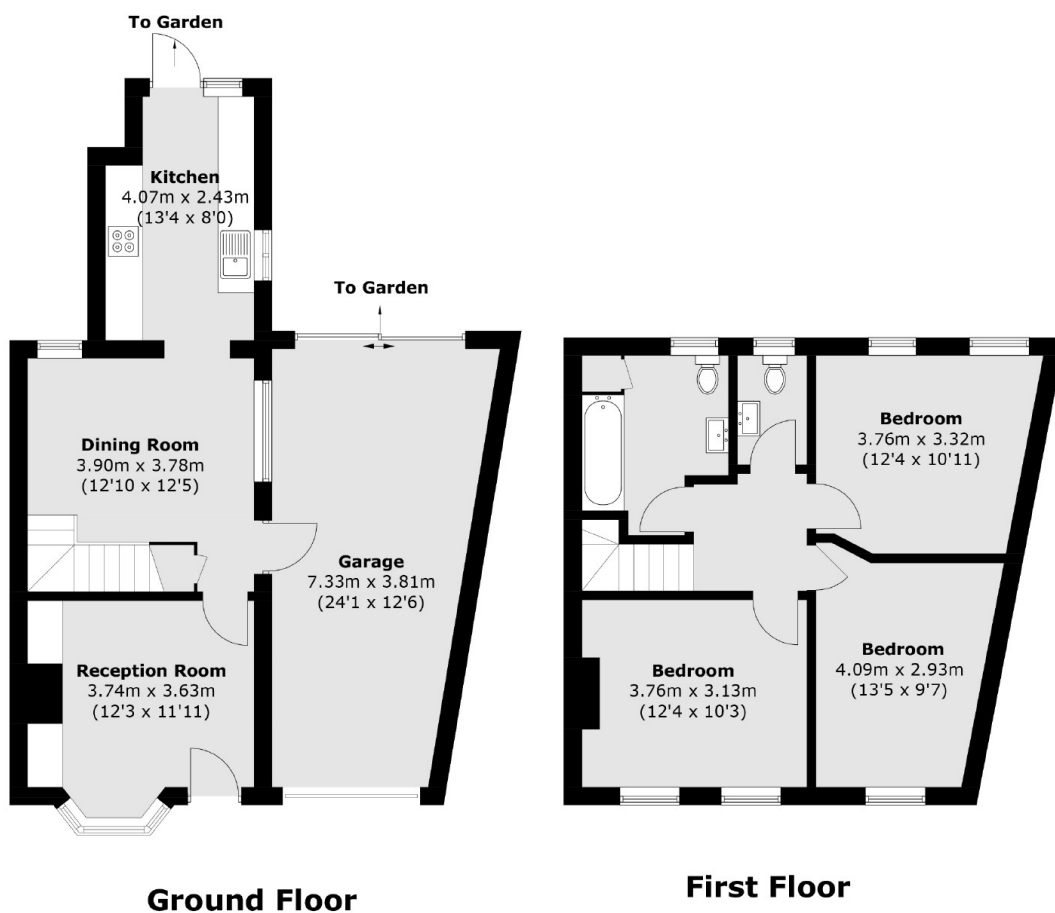 To Garden
Kitchen
4.07m x 2.43m
(13'4 x 8'0)
To Garden
Dining Room
3.90m x 3.78m
(12'10 x 12'5)
Garage
7.33m x 3.81m
(24'1 x 12'6)
Reception Room
3.74m x 3.63m
(12'3 x 11'11)
Ground Floor
Bedroom
3.76m x 3.32m
(12'4 x 10'11)
Bedroom
4.09m x 2.93m
(13'5 x 9'7)
Bedroom
3.76m x 3.13m
(12'4 x 10'3)
First Floor